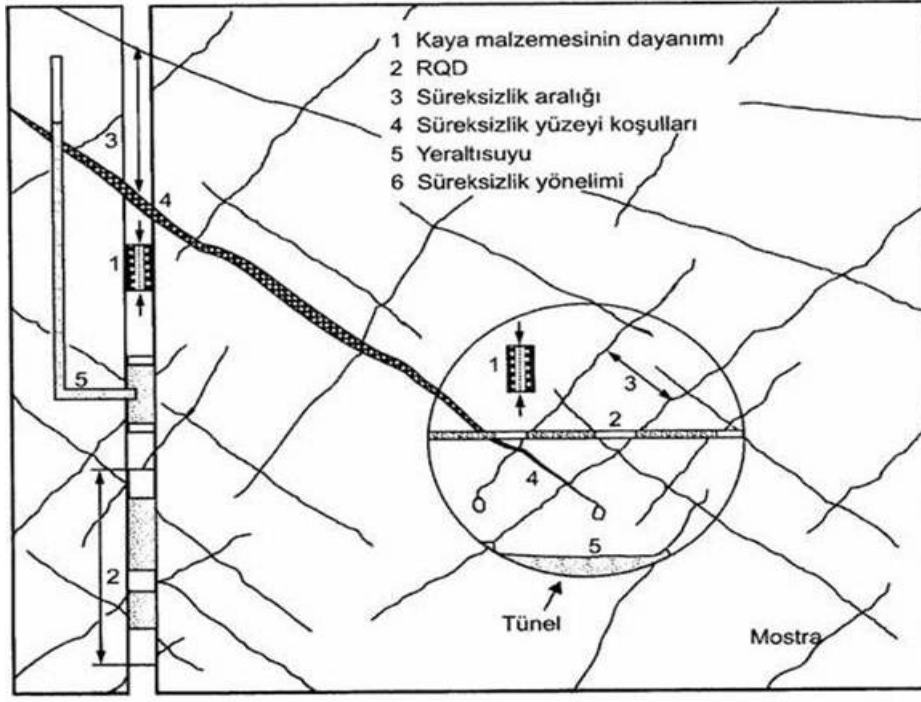 1 Kaya malzemesinin dayanımı
2 RQD
3 Süreksizlik aralığı
4 Süreksizlik yüzeyi koşulları
5 Yeraltısuyu
6 Süreksizlik yönelimi
3
4
1
5
2
1
3
2
4
5
Tünel
Mostra